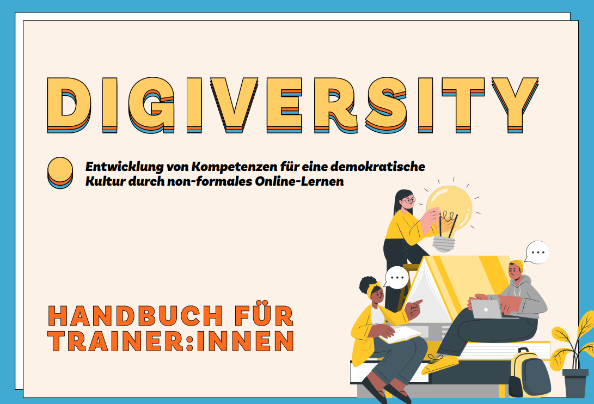 DIGIVERSITY
Entwicklung von Kompetenzen für eine demokratische
Kultur durch non-formales Online-Lernen
HANDBUCH FÜR
TRAINER:INNEN